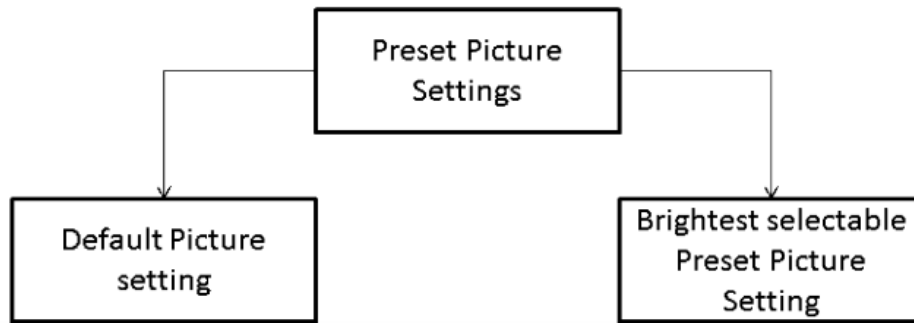 Preset Picture
Settings
Default Picture
setting
Brightest selectable
Preset Picture
Setting